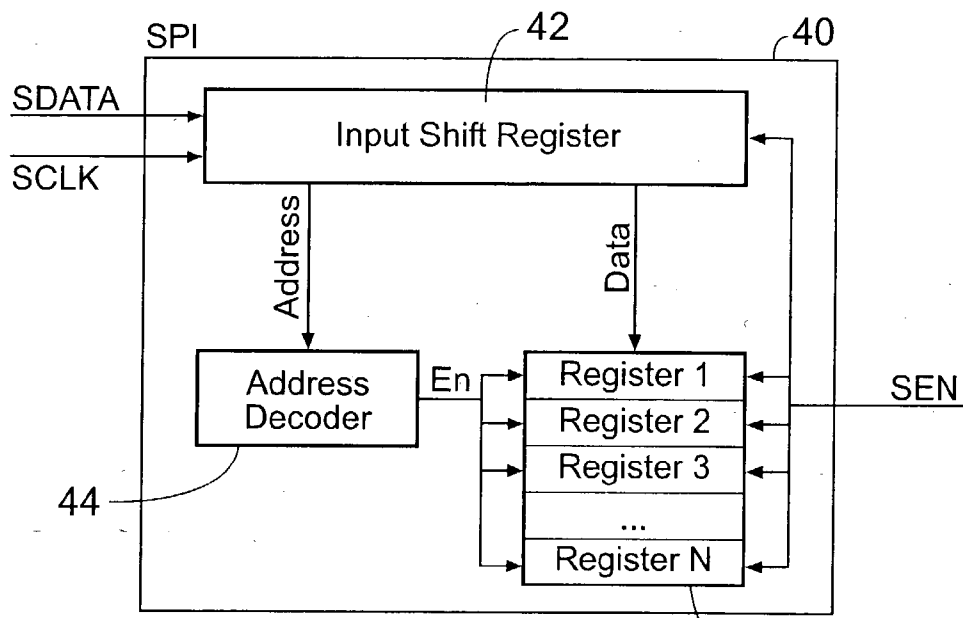 SPI
42
40
SDATA
Input Shift Register
SCLK
Address
Data
Address
Decoder
En
Register 1
Register 2
Register 3
...
Register N
SEN
44